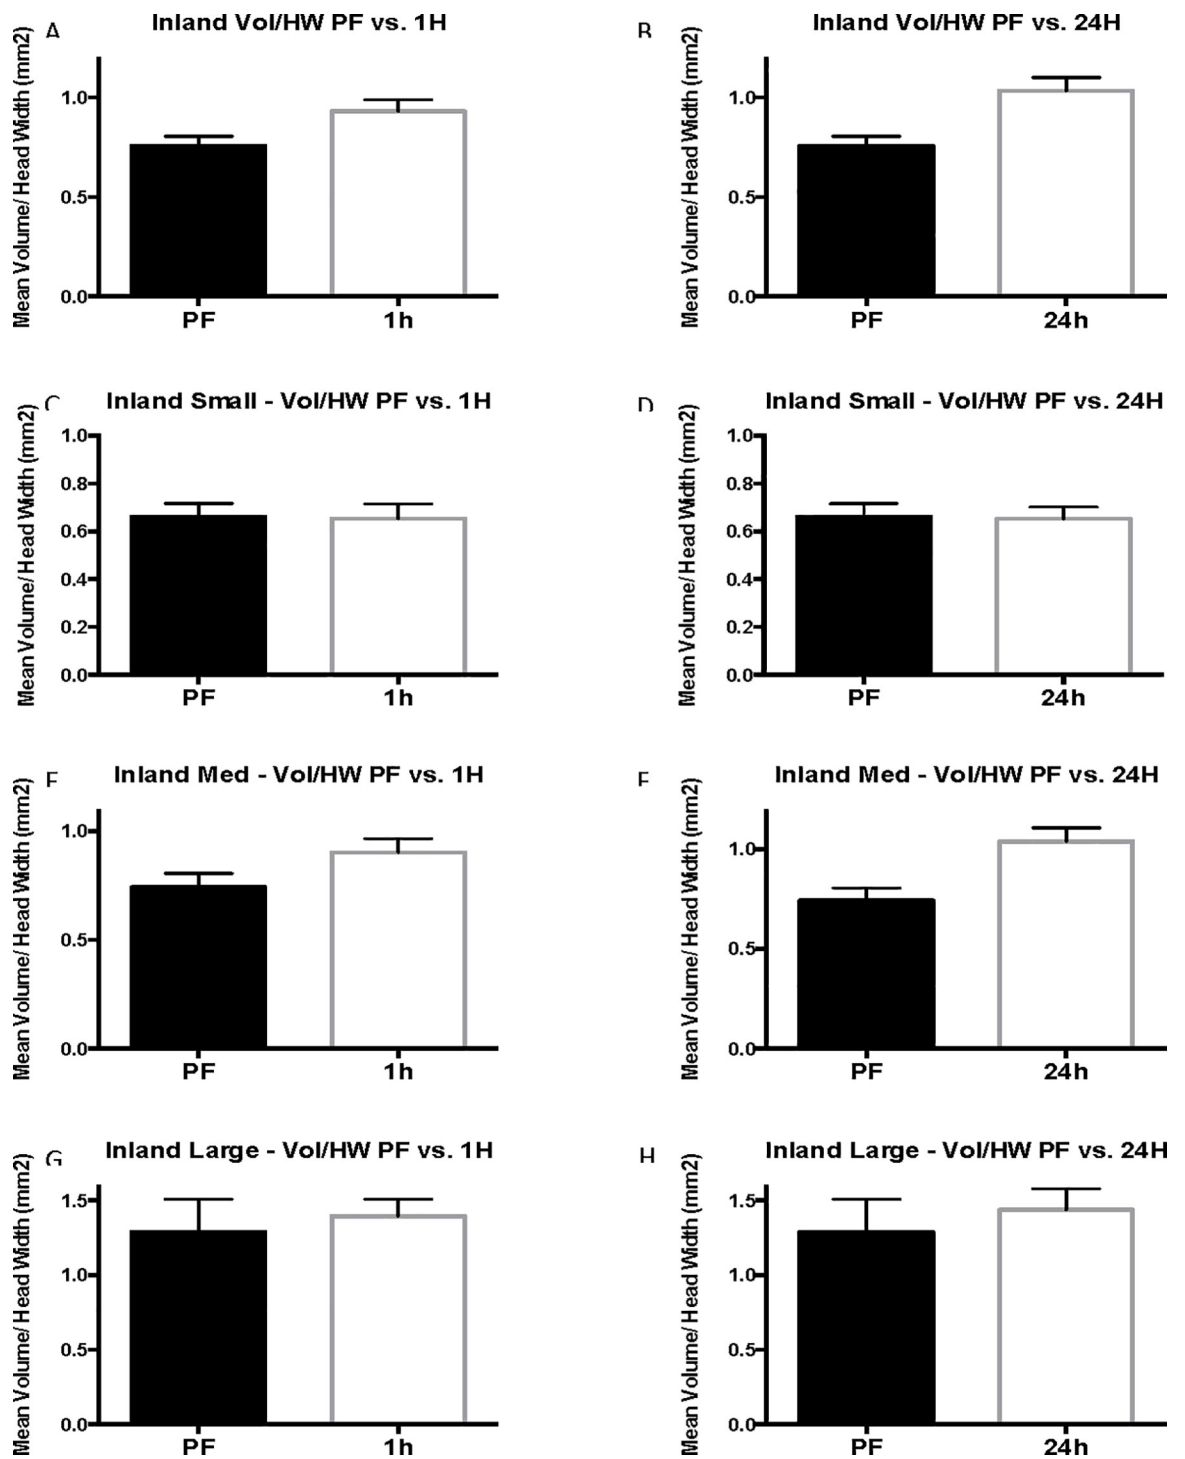 A
Inland Vol/HW PF vs. 1H
Mean Volume/ Head Width (mm2)
1.0
0.5
0.0
PF
1h
B
Inland Vol/HW PF vs. 24H
Mean Volume/ Head Width (mm2)
1.0
0.5
0.0
PF
24h
C
Inland Small - Vol/HW PF vs. 1H
Mean Volume/ Head Width (mm2)
1.0
0.8
0.6
0.4
0.2
0.0
PF
1h
D
Inland Small - Vol/HW PF vs. 24H
Mean Volume/ Head Width (mm2)
1.0
0.8
0.6
0.4
0.2
0.0
PF
24h
E
Inland Med - Vol/HW PF vs. 1H
Mean Volume/ Head Width (mm2)
1.0
0.5
0.0
PF
1h
F
Inland Med - Vol/HW PF vs. 24H
Mean Volume/ Head Width (mm2)
1.0
0.5
0.0
PF
24h
G
Inland Large - Vol/HW PF vs. 1H
Mean Volume/ Head Width (mm2)
1.5
1.0
0.5
0.0
PF
1h
H
Inland Large - Vol/HW PF vs. 24H
Mean Volume/ Head Width (mm2)
1.5
1.0
0.5
0.0
PF
24h